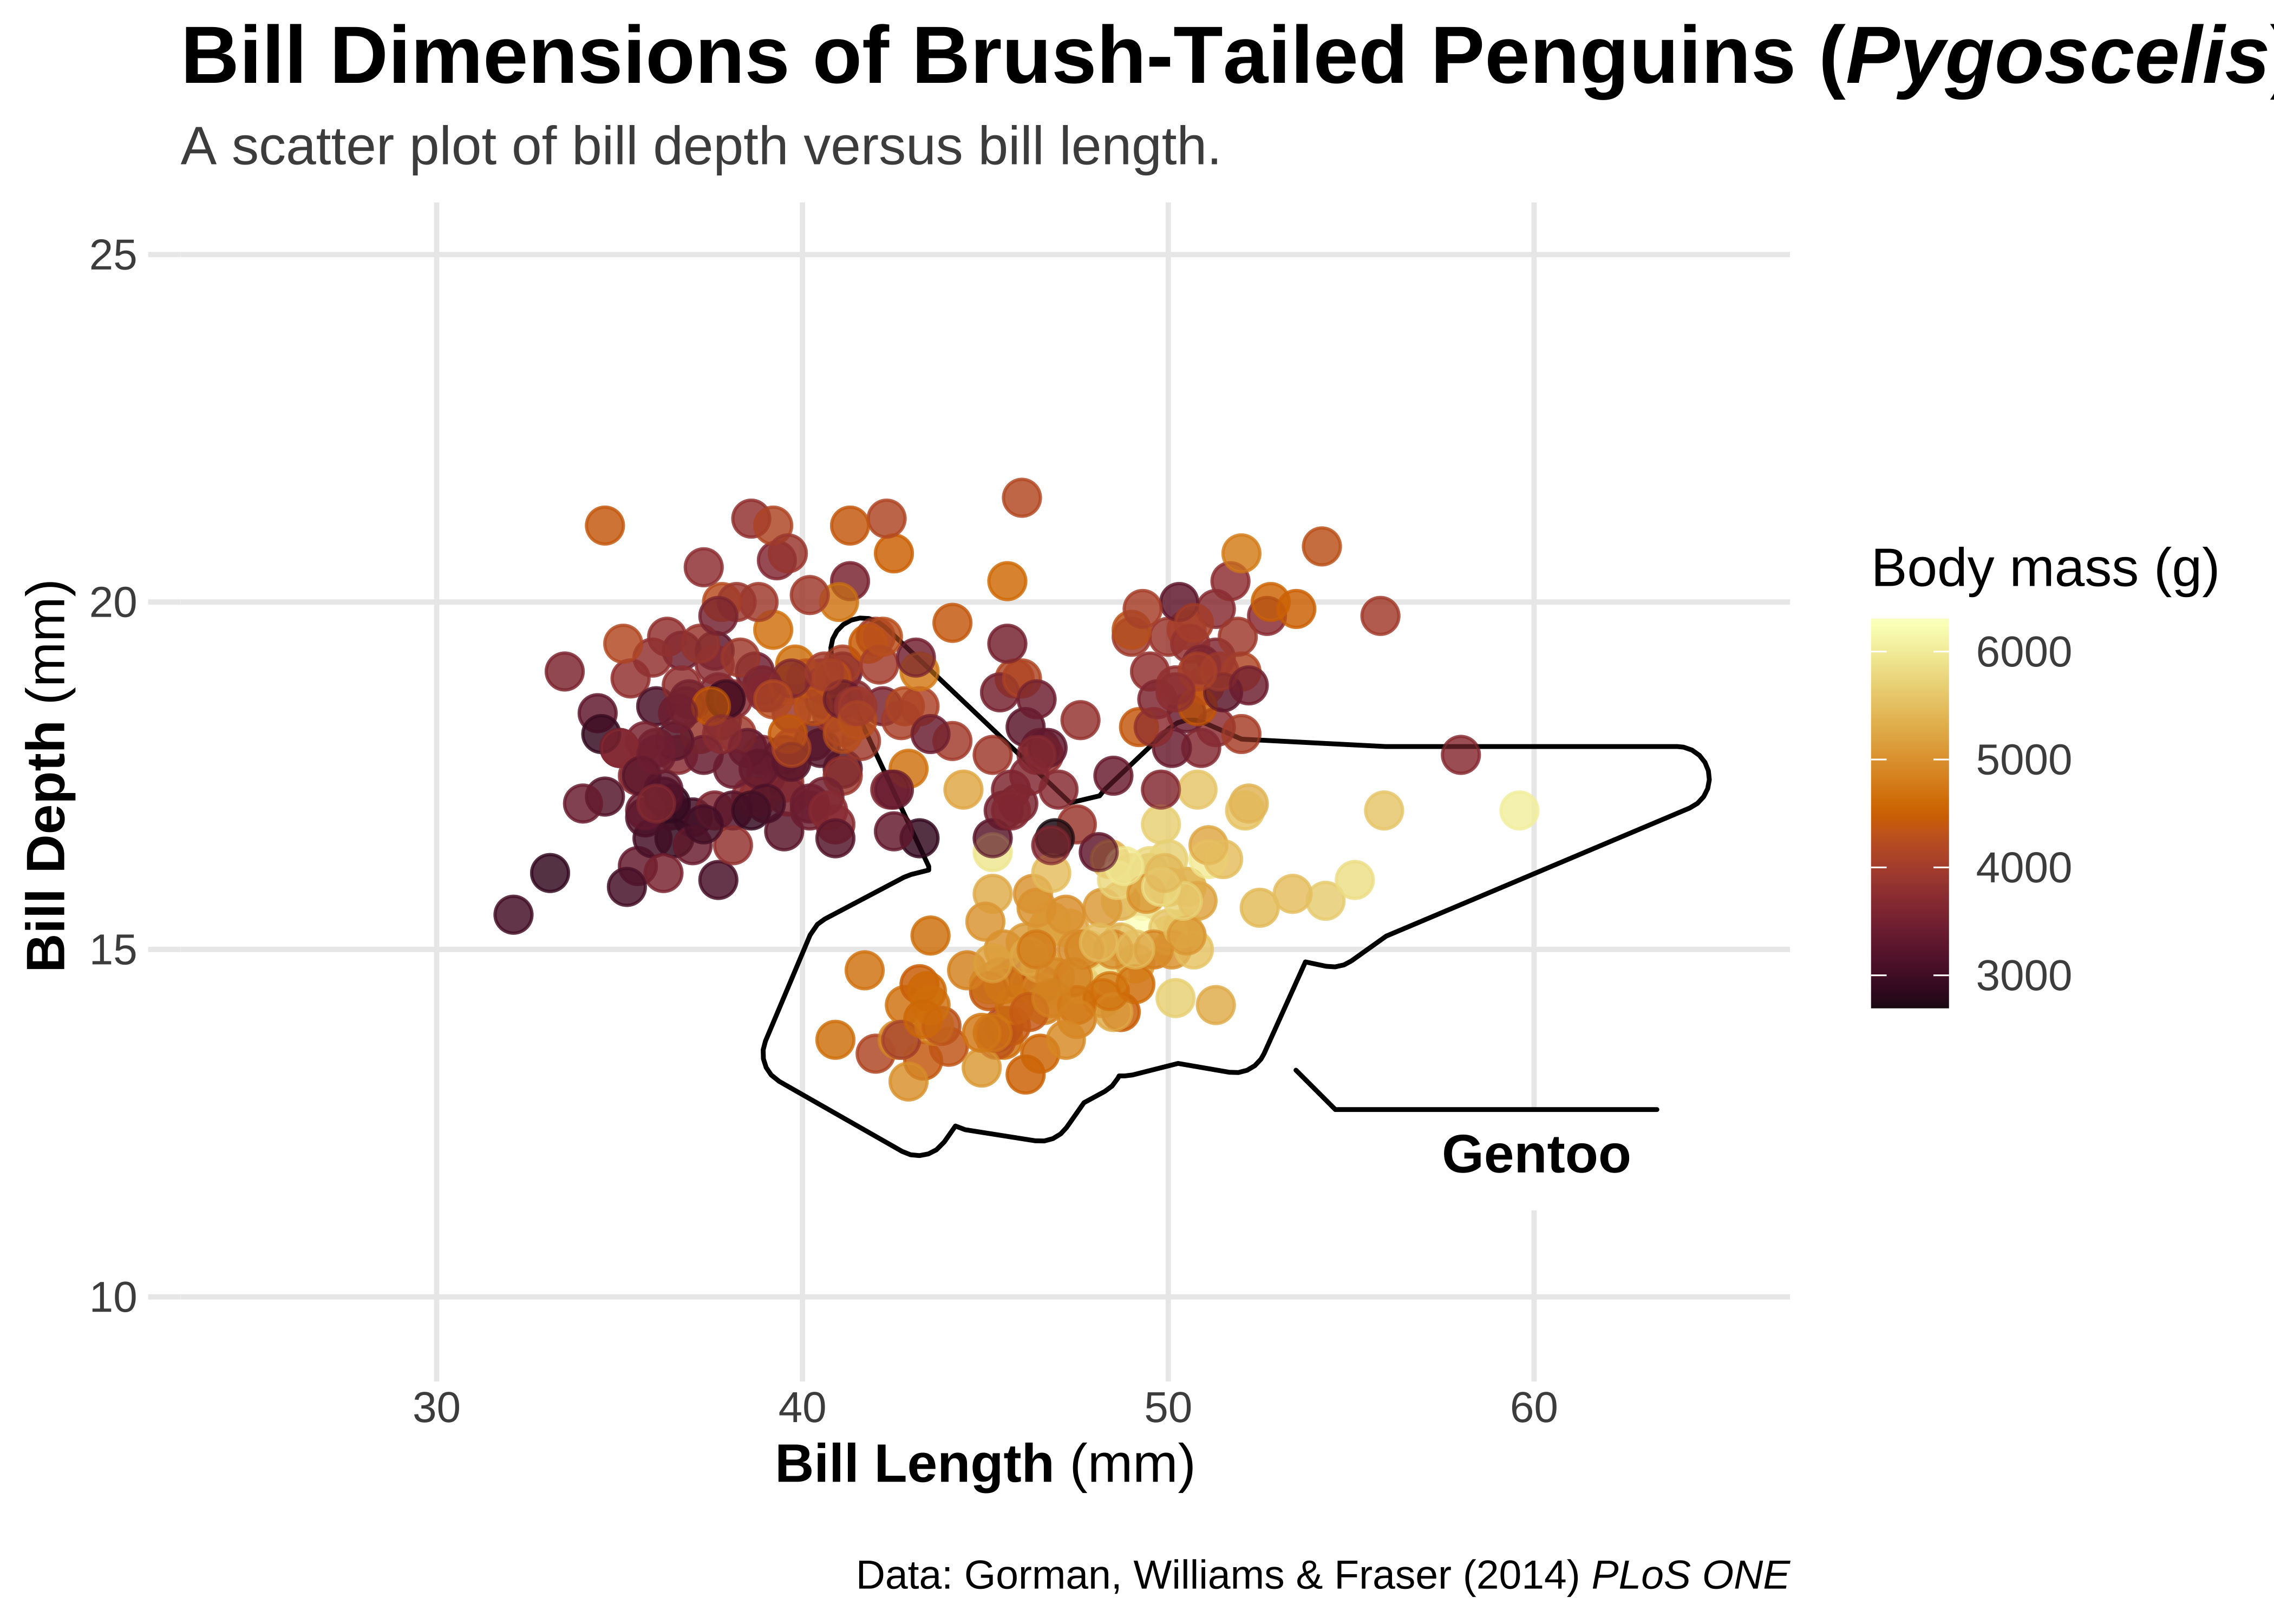 Bill Dimensions of Brush-Tailed Penguins (Pygoscelis)
A scatter plot of bill depth versus bill length.
25
20
15
10
Bill Depth (mm)
30 40 50 60
Bill Length (mm)
Gentoo
Body mass (g)
6000
5000
4000
3000
Data: Gorman, Williams & Fraser (2014) PLoS ONE